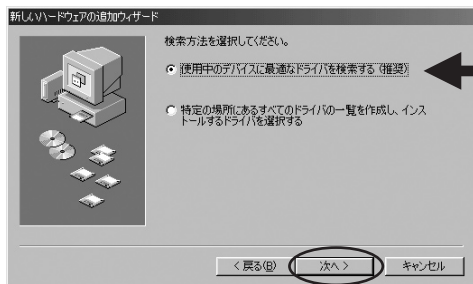 新しいハードウェアの追加ウィザード
検索方法を選択してください。
使用中のデバイスに最適なドライバを検索する（推奨）
特定の場所にあるすべてのドライバの一覧を作成し、インス
トールするドライバを選択する
< 戻る(B)
次へ >
キャンセル